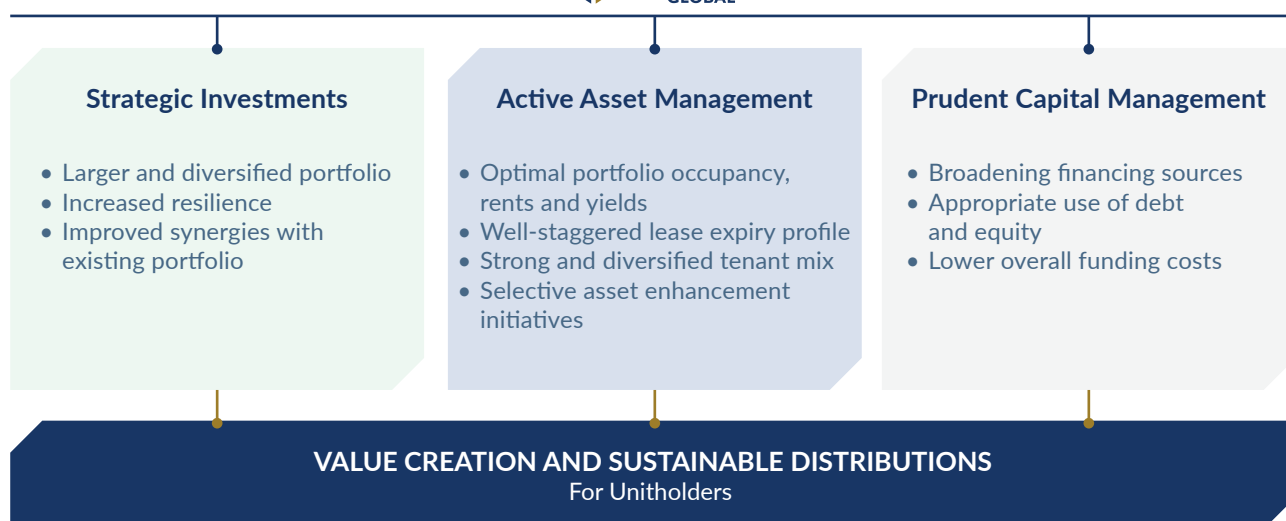 GLOBAL
Strategic Investments
• Larger and diversified portfolio
• Increased resilience
• Improved synergies with
existing portfolio
Active Asset Management
• Optimal portfolio occupancy,
rents and yields
• Well-staggered lease expiry profile
• Strong and diversified tenant mix
• Selective asset enhancement
initiatives
Prudent Capital Management
• Broadening financing sources
• Appropriate use of debt
and equity
• Lower overall funding costs
VALUE CREATION AND SUSTAINABLE DISTRIBUTIONS
For Unitholders